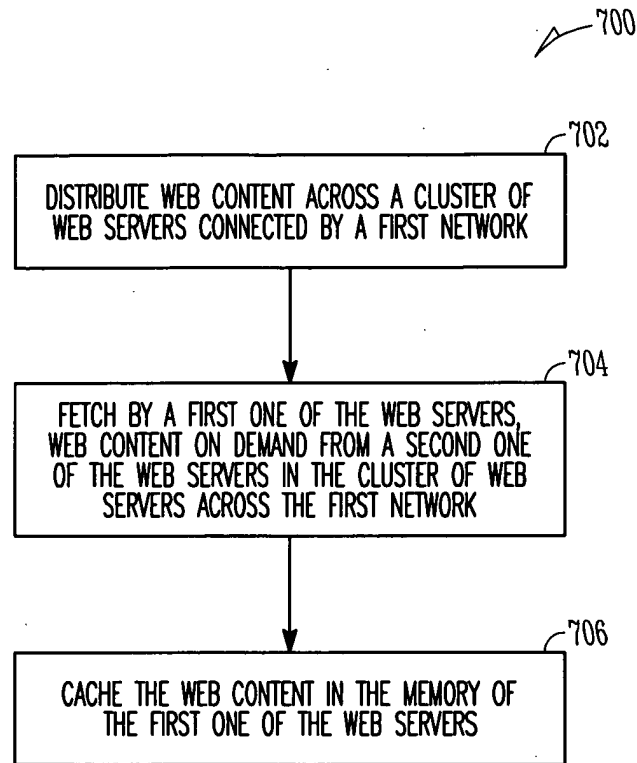 700
702
DISTRIBUTE WEB CONTENT ACROSS A CLUSTER OF
WEB SERVERS CONNECTED BY A FIRST NETWORK
704
FETCH BY A FIRST ONE OF THE WEB SERVERS,
WEB CONTENT ON DEMAND FROM A SECOND ONE
OF THE WEB SERVERS IN THE CLUSTER OF WEB
SERVERS ACROSS THE FIRST NETWORK
706
CACHE THE WEB CONTENT IN THE MEMORY OF
THE FIRST ONE OF THE WEB SERVERS